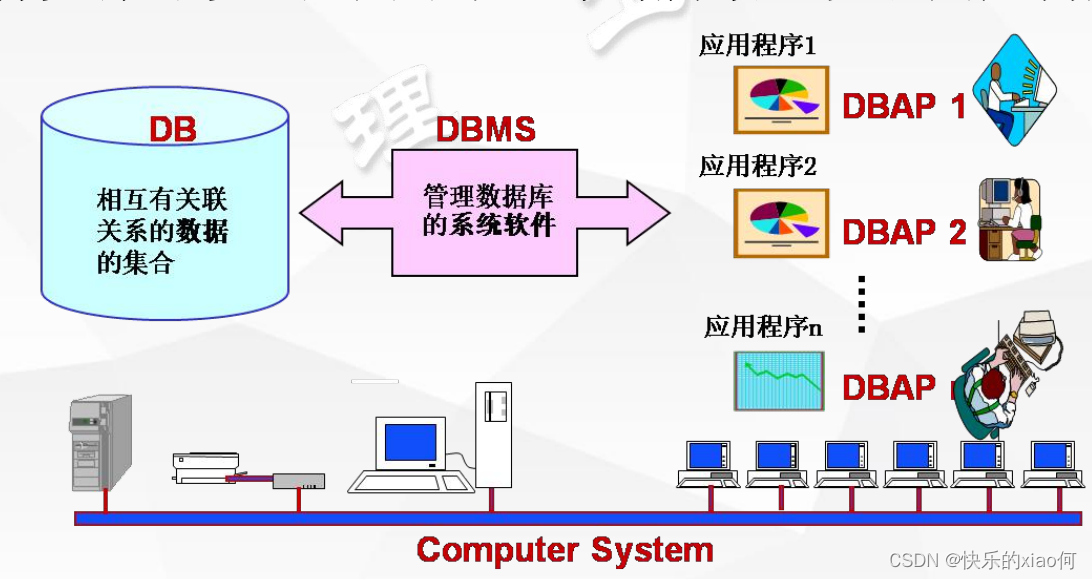 应用程序1
DB
DBMS
DBAP 1
相互有关联
关系的数据
的集合
管理数据库
的系统软件
应用程序2
DBAP 2
应用程序n
DBAP
Computer System
理
CSDN @快乐的xiao何